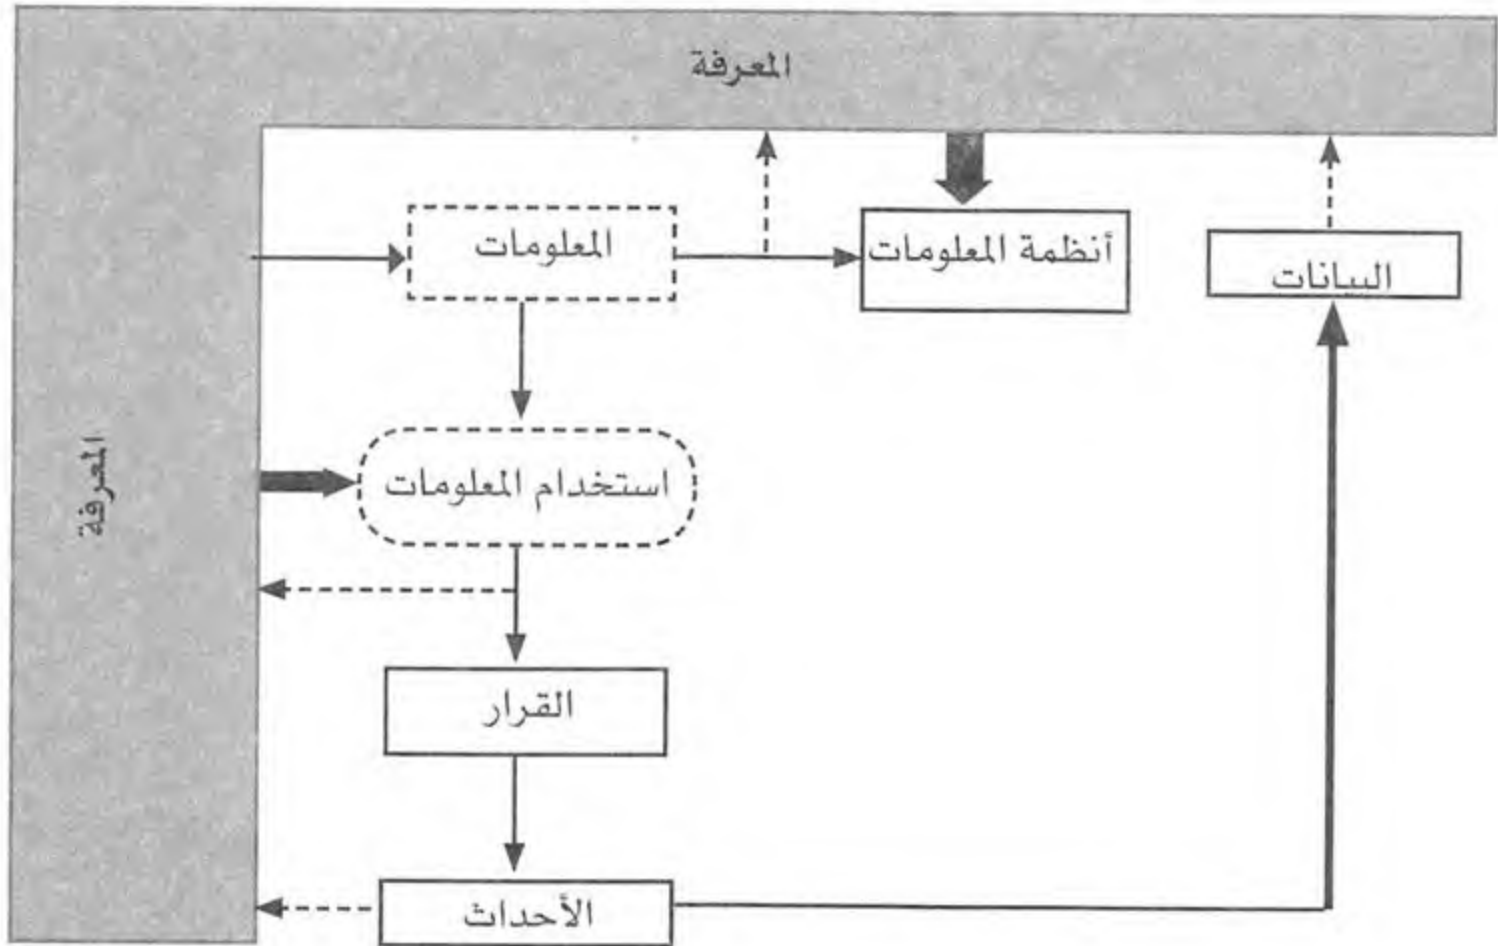 المعرفة
البيانات
أنظمة المعلومات
المعلومات
استخدام المعلومات
المعرفة
القرار
الأحداث